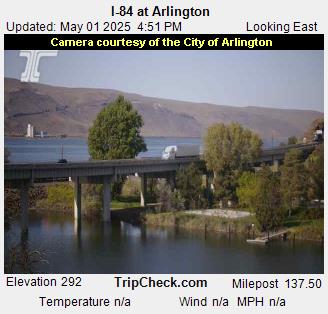 I-84 at Arlington
Updated: May 01 2025 4:51 PM Looking East
Camera courtesy of the City of Arlington
Elevation 292 TripCheck.com Milepost 137.50
Temperature n/a Wind n/a MPH n/a